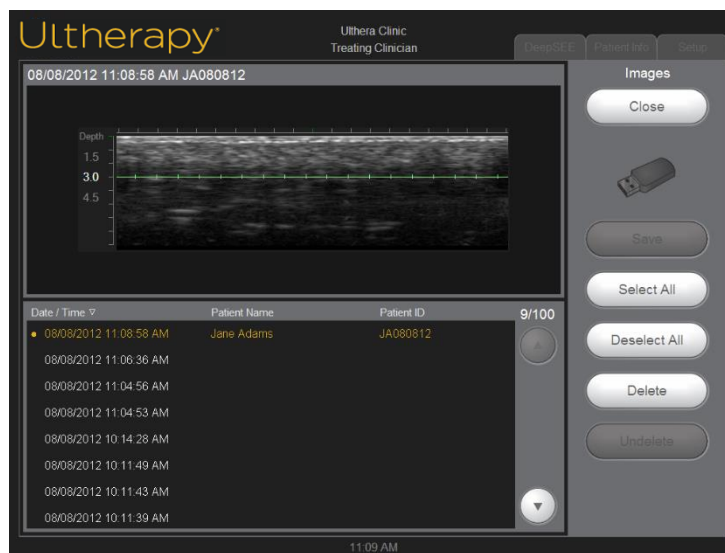 Ultherapy
Ulthera Clinic
Treating Clinician
DeepSEE Patient Info Setup
08/08/2012 11:08:58 AM JA080812
Images
Close
Depth
1.5
3.0
4.5
Save
Select All
Date / Time Patient Name Patient ID 9/100
08/08/2012 11:08:58 AM Jane Adams JA080812
Deselect All
08/08/2012 11:06:36 AM
08/08/2012 11:04:56 AM
Delete
08/08/2012 11:04:53 AM
08/08/2012 10:14:28 AM
Undelete
08/08/2012 10:11:49 AM
08/08/2012 10:11:43 AM
08/08/2012 10:11:39 AM
11:09 AM